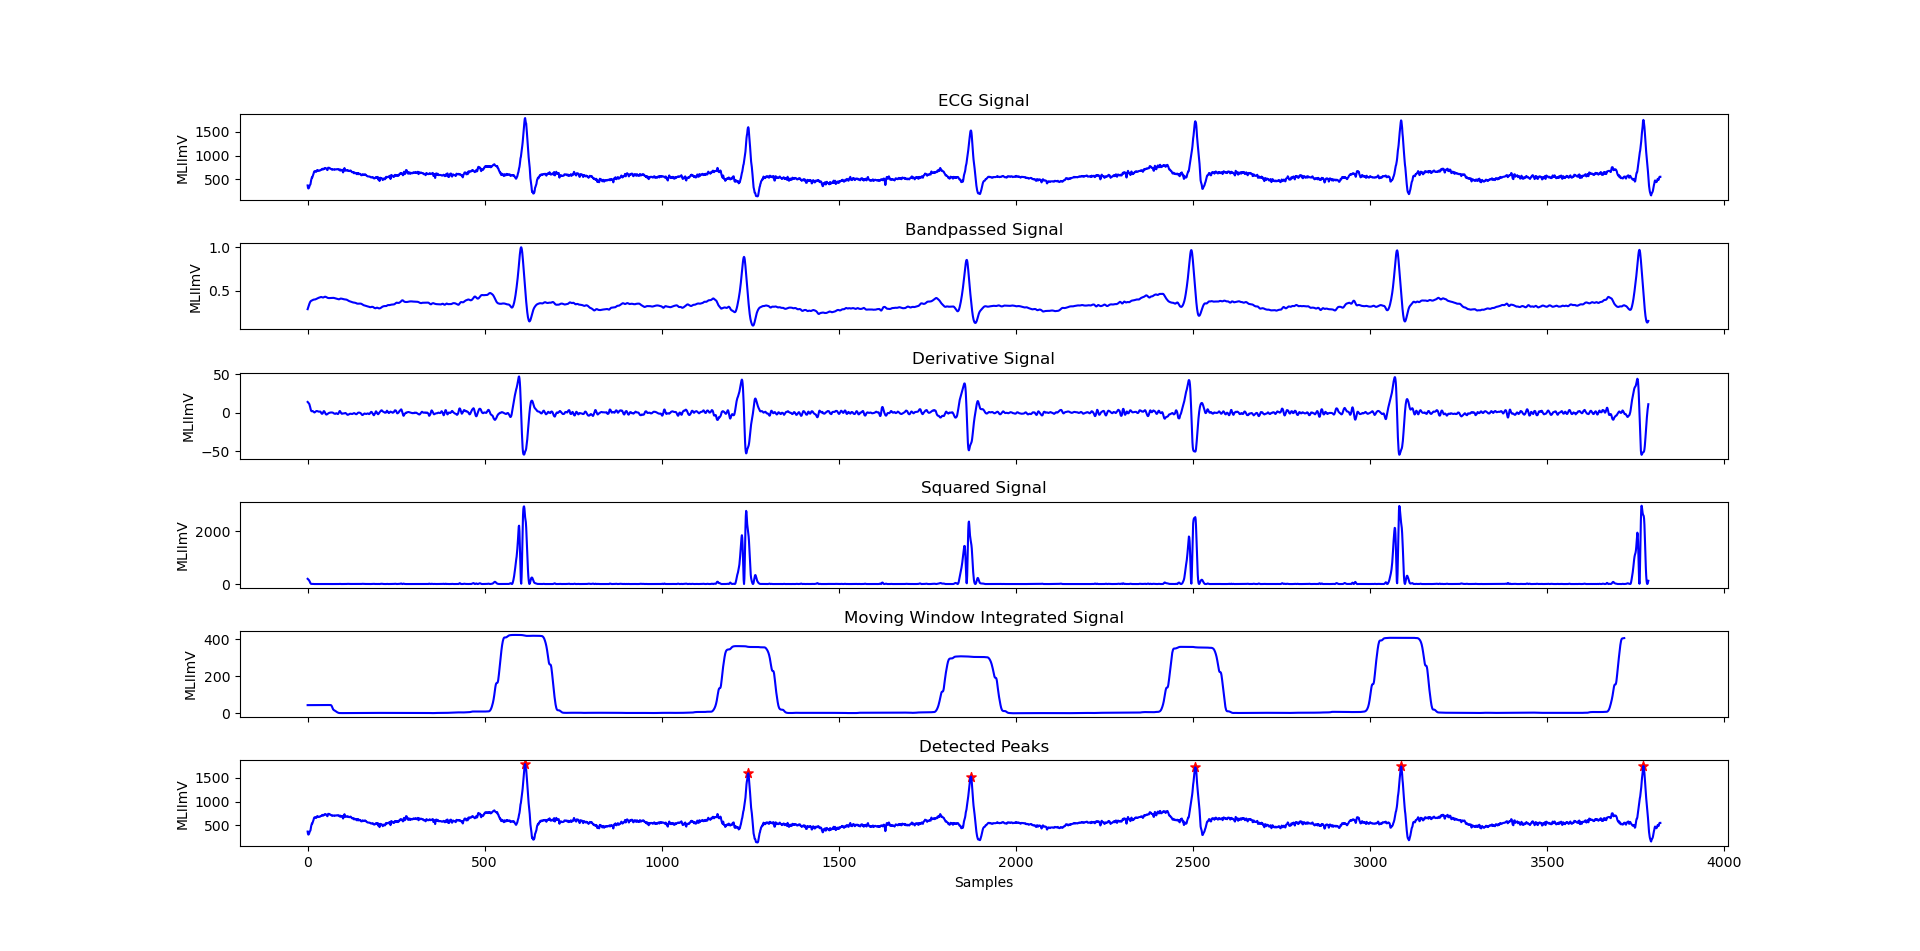 ECG Signal
MLIImV
1500
1000
500
Bandpassed Signal
MLIImV
1.0
0.5
Derivative Signal
MLIImV
50
0
−50
Squared Signal
MLIImV
2000
0
Moving Window Integrated Signal
MLIImV
400
200
0
Detected Peaks
MLIImV
1500
1000
500
0 500 1000 1500 2000 2500 3000 3500 4000
Samples